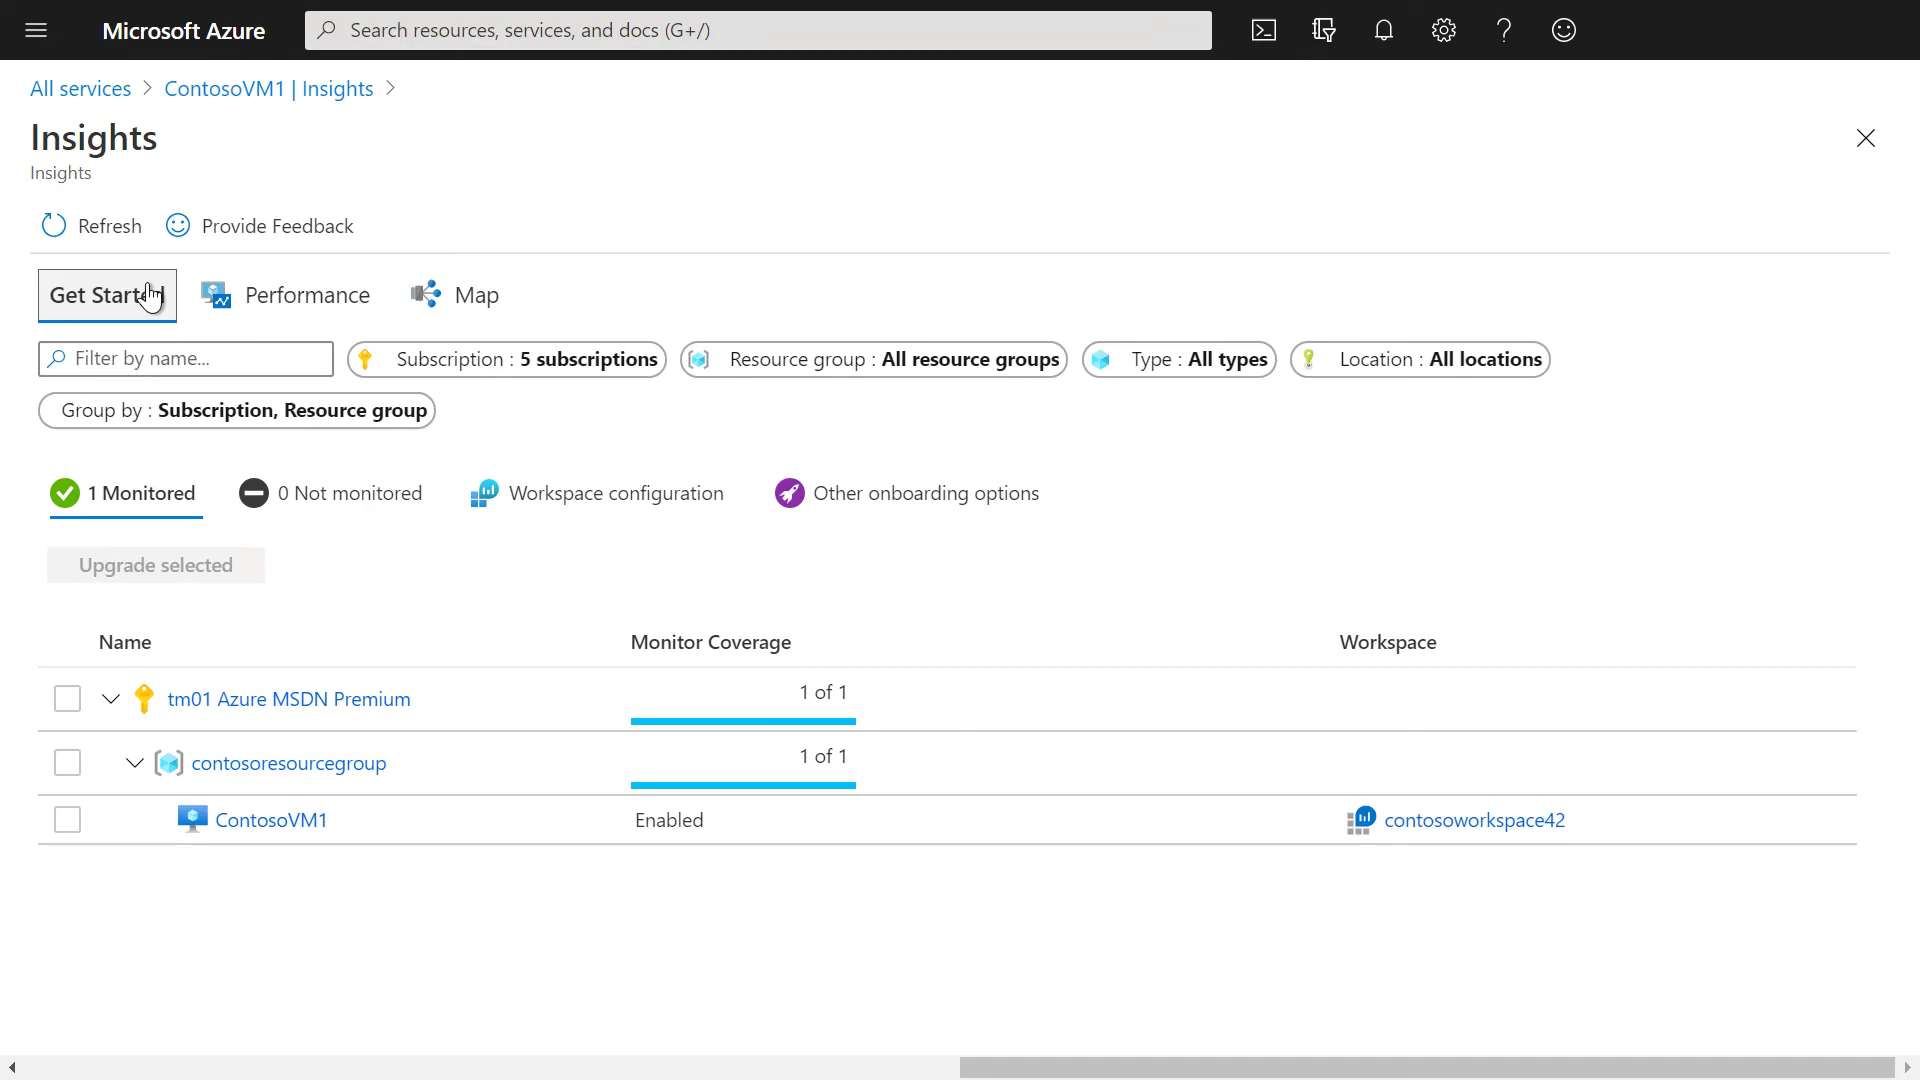 Microsoft Azure
Search resources, services, and docs (G+/)
All services > ContosoVM1 | Insights >
Insights
Insights
Refresh Provide Feedback
Get Started Performance Map
Filter by name... Subscription : 5 subscriptions Resource group : All resource groups Type : All types Location : All locations
Group by : Subscription, Resource group
1 Monitored 0 Not monitored Workspace configuration Other onboarding options
Upgrade selected
Name Monitor Coverage Workspace
tm01 Azure MSDN Premium 1 of 1
contosoresourcegroup 1 of 1
ContosoVM1 Enabled contosoworkspace42